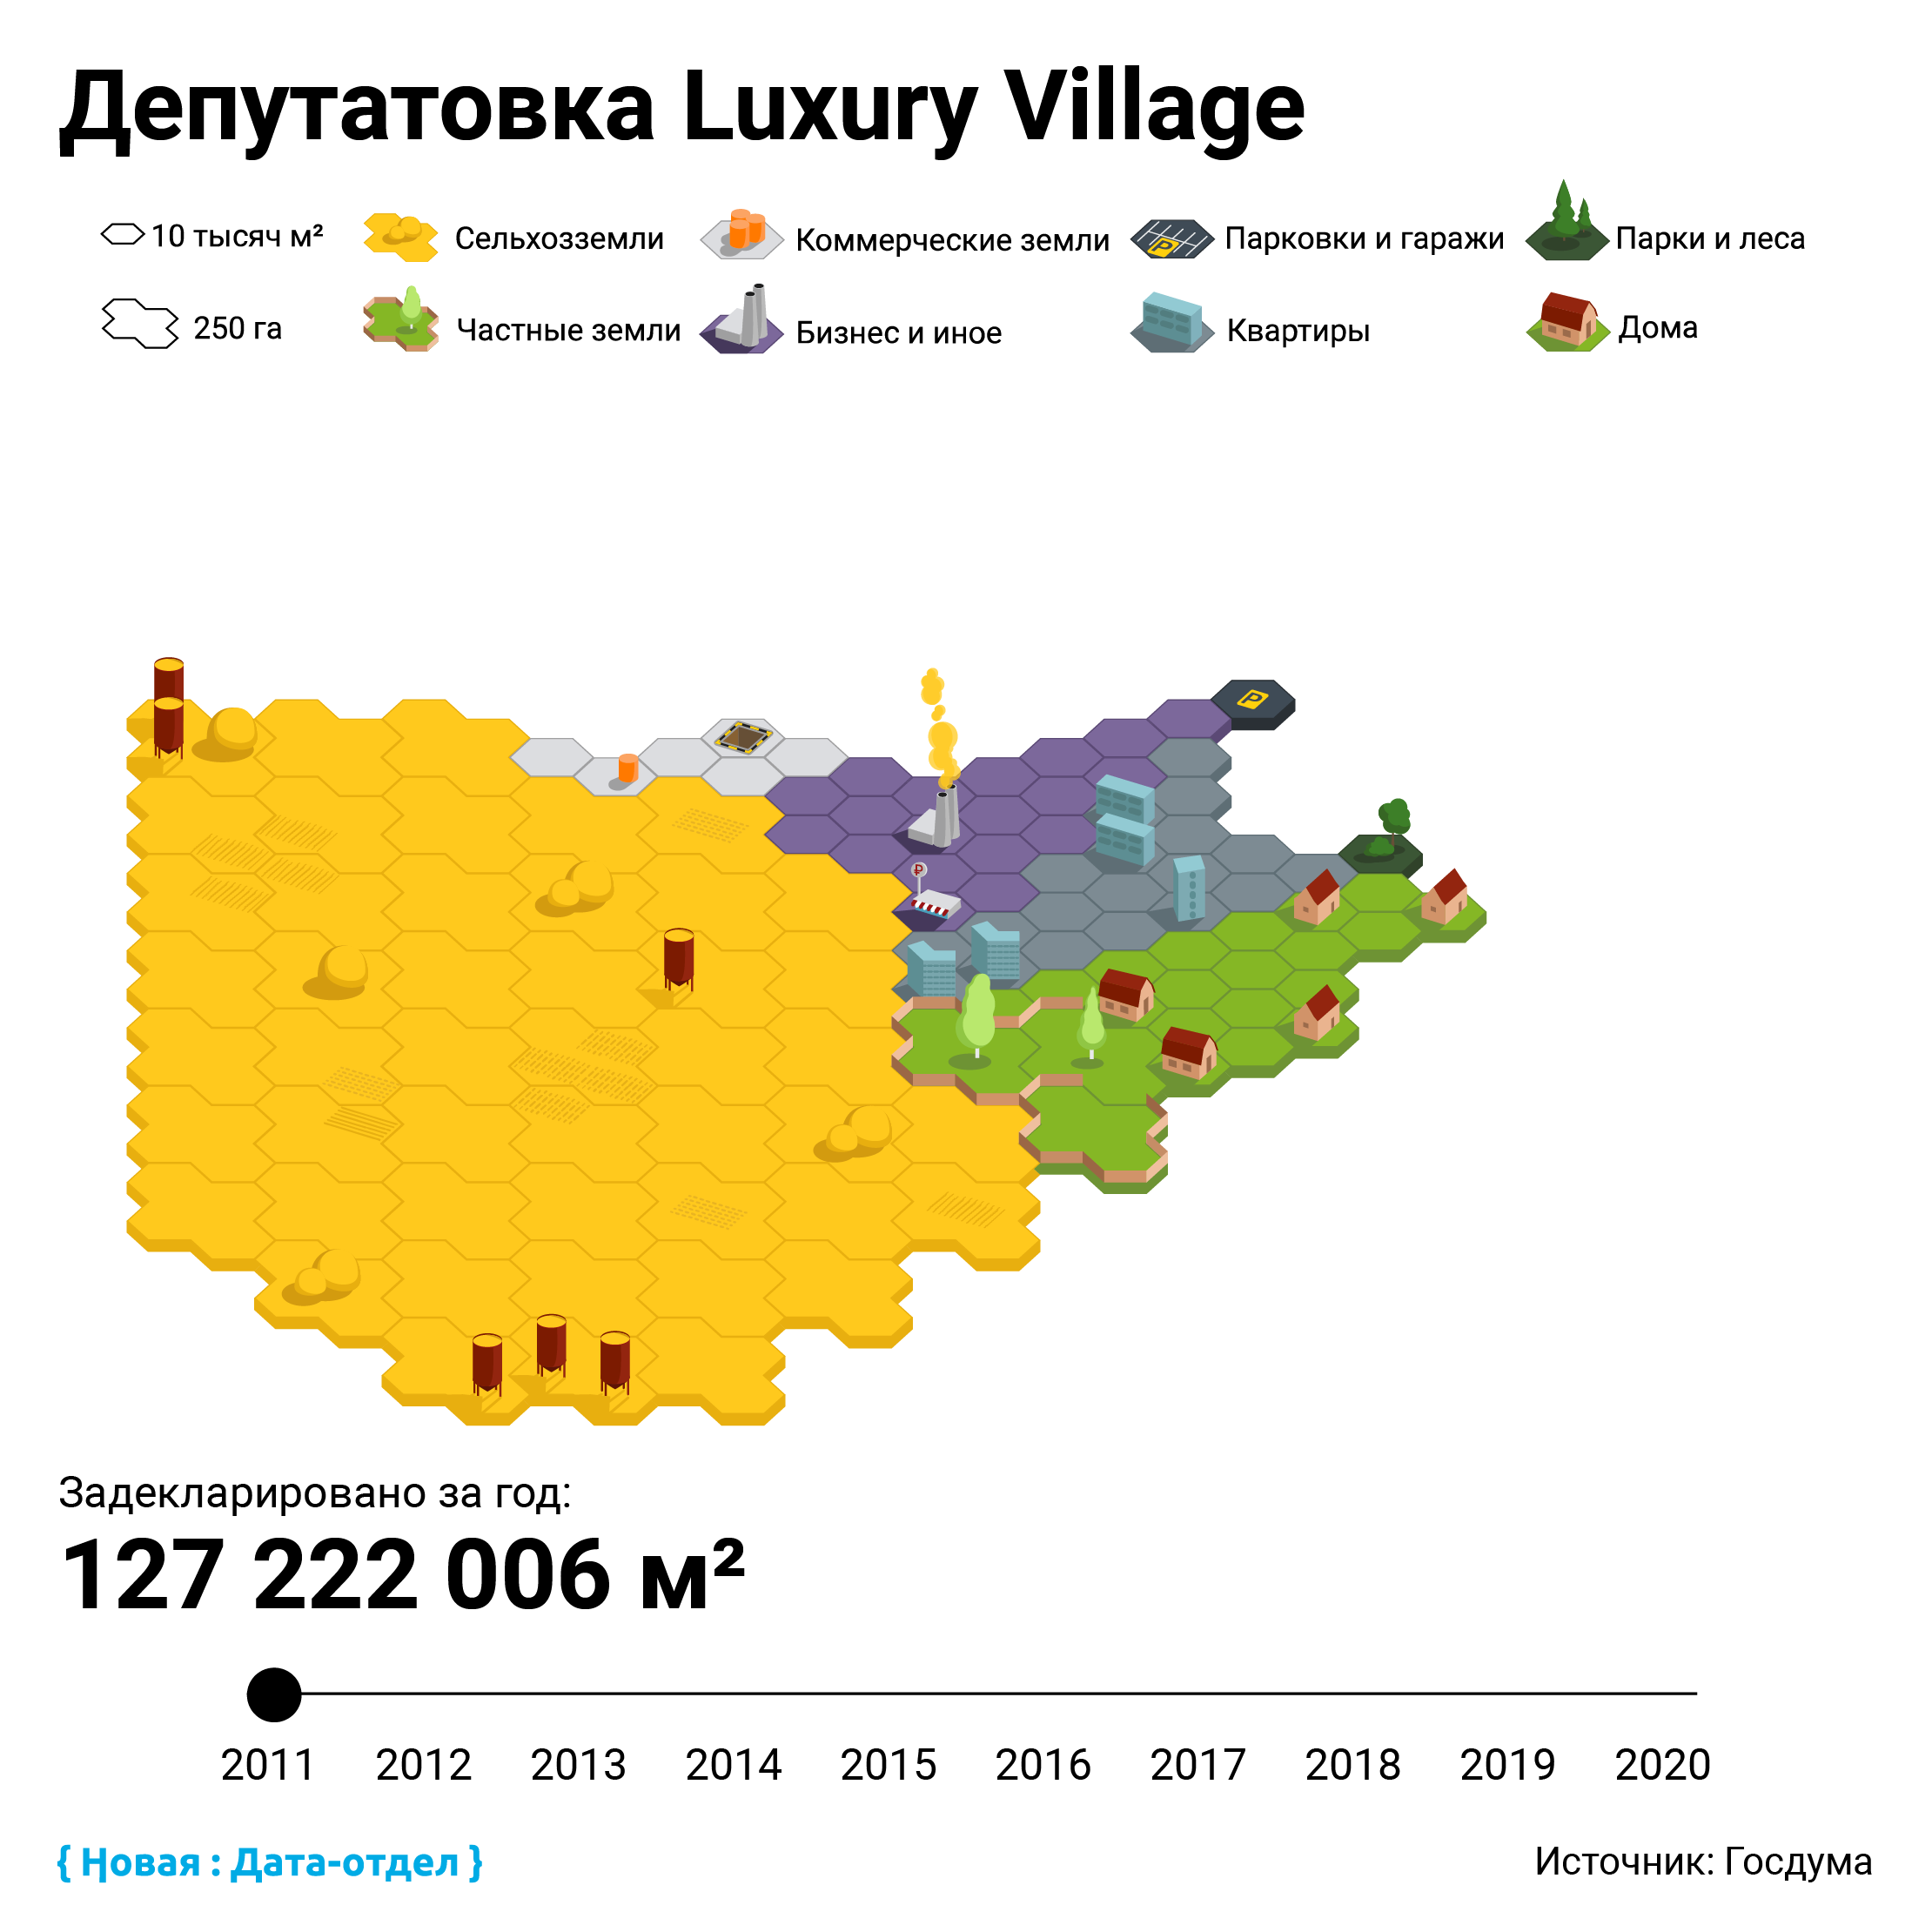 Депутатовка Luxury Village
10 тысяч м²
Сельхозземли
Коммерческие земли
Парковки и гаражи
Парки и леса
250 га
Частные земли
Бизнес и иное
Квартиры
Дома
P
P
₽
Задекларировано за год:
127 222 006 м²
2011 2012 2013 2014 2015 2016 2017 2018 2019 2020
{ Новая : Дата-отдел }
Источник: Госдума